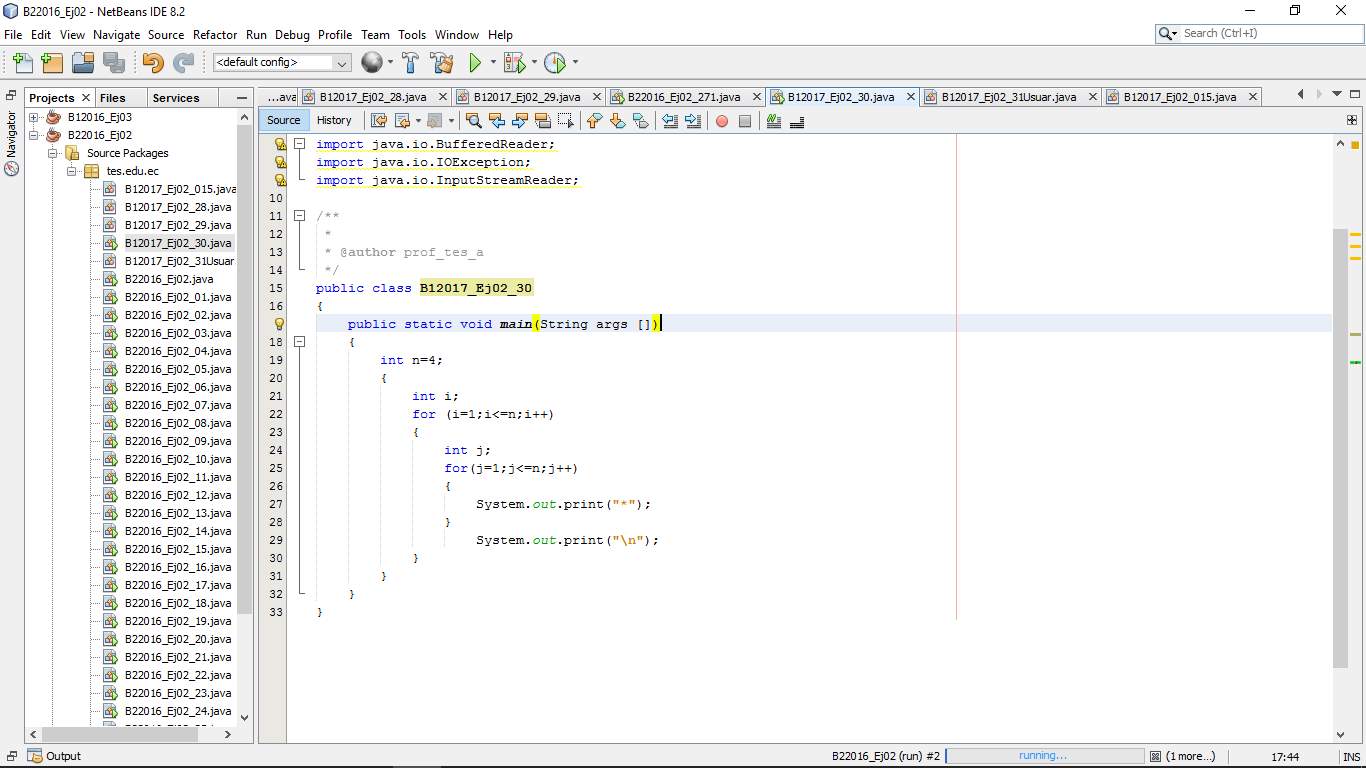 B22016_Ej02 - NetBeans IDE 8.2
File Edit View Navigate Source Refactor Run Debug Profile Team Tools Window Help
Search (Ctrl+I)
<default config>
Projects Files Services
Navigator
B12016_Ej03
B22016_Ej02
Source Packages
tes.edu.ec
B12017_Ej02_015.java
B12017_Ej02_28.java
B12017_Ej02_29.java
B12017_Ej02_30.java
B12017_Ej02_31Usuar
B22016_Ej02.java
B22016_Ej02_01.java
B22016_Ej02_02.java
B22016_Ej02_03.java
B22016_Ej02_04.java
B22016_Ej02_05.java
B22016_Ej02_06.java
B22016_Ej02_07.java
B22016_Ej02_08.java
B22016_Ej02_09.java
B22016_Ej02_10.java
B22016_Ej02_11.java
B22016_Ej02_12.java
B22016_Ej02_13.java
B22016_Ej02_14.java
B22016_Ej02_15.java
B22016_Ej02_16.java
B22016_Ej02_17.java
B22016_Ej02_18.java
B22016_Ej02_19.java
B22016_Ej02_20.java
B22016_Ej02_21.java
B22016_Ej02_22.java
B22016_Ej02_23.java
B22016_Ej02_24.java
...ava B12017_Ej02_28.java B12017_Ej02_29.java B22016_Ej02_271.java B12017_Ej02_30.java B12017_Ej02_31Usuar.java B12017_Ej02_015.java
Source History
import java.io.BufferedReader;
import java.io.IOException;
import java.io.InputStreamReader;
10
11 /**
12 *
13 * @author prof_tes_a
14 */
15 public class B12017_Ej02_30
16 {
public static void main(String args [])
18 {
19 int n=4;
20 {
21 int i;
22 for (i=1;i<=n;i++)
23 {
24 int j;
25 for(j=1;j<=n;j++)
26 {
27 System.out.print("*");
28 }
29 System.out.print("\n");
30 }
31 }
32 }
33 }
Output
B22016_Ej02 (run) #2 running... (1 more...) 17:44 INS